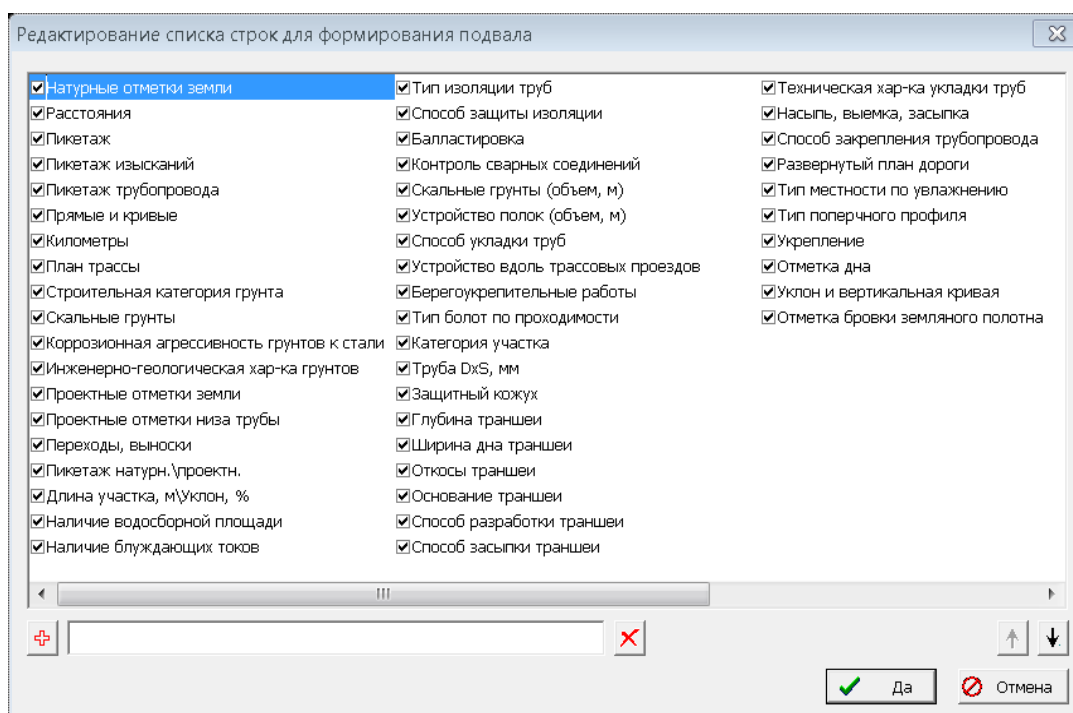 Редактирование списка строк для формирования подвала
Натурные отметки земли
Расстояния
Пикетаж
Пикетаж изысканий
Пикетаж трубопровода
Прямые и кривые
Километры
План трассы
Строительная категория грунта
Скальные грунты
Коррозионная агрессивность грунтов к стали
Инженерно-геологическая хар-ка грунтов
Проектные отметки земли
Проектные отметки низа трубы
Переходы, выноски
Пикетаж натурн.\проектн.
Длина участка, м\Уклон, %
Наличие водосборной площади
Наличие блуждающих токов
Тип изоляции труб
Способ защиты изоляции
Балластировка
Контроль сварных соединений
Скальные грунты (объем, м)
Устройство полок (объем, м)
Способ укладки труб
Устройство вдоль трассовых проездов
Берегоукрепительные работы
Тип болот по проходимости
Категория участка
Труба DxS, мм
Защитный кожух
Глубина траншеи
Ширина дна траншеи
Откосы траншеи
Основание траншеи
Способ разработки траншеи
Способ засыпки траншеи
Техническая хар-ка укладки труб
Насыпь, выемка, засыпка
Способ закрепления трубопровода
Развернутый план дороги
Тип местности по увлажнению
Тип поперчного профиля
Укрепление
Отметка дна
Уклон и вертикальная кривая
Отметка бровки земляного полотна
Да
Отмена